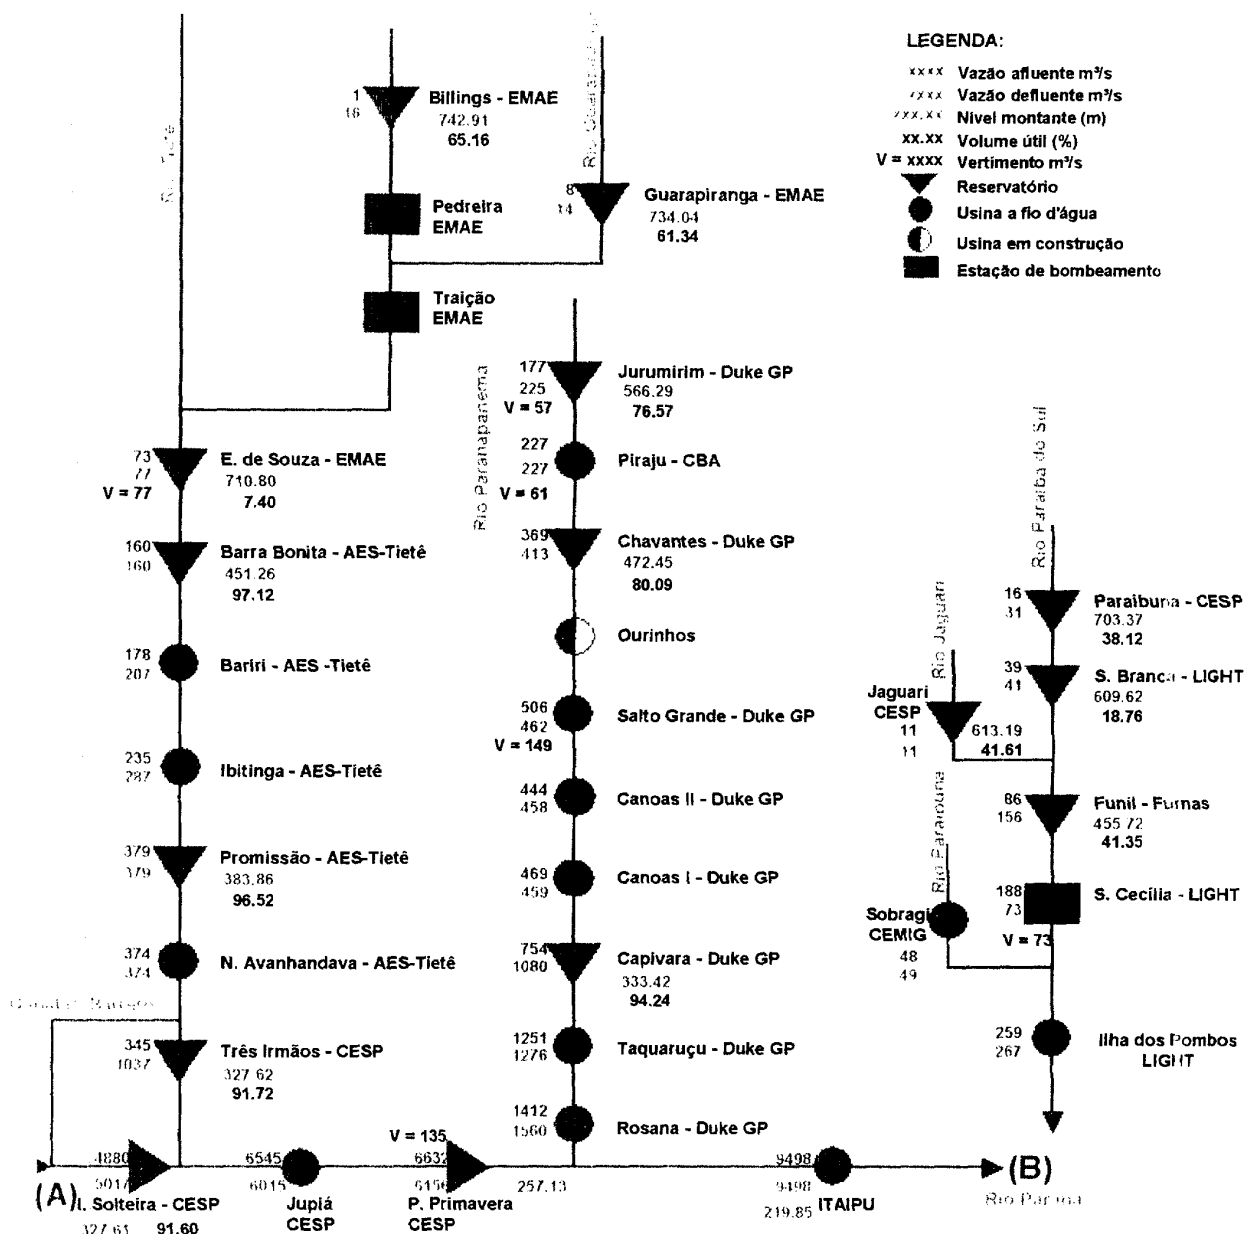 LEGENDA:
xxxx Vazão afluente m³/s
xxxx Vazão defluente m³/s
xxx.xx Nivel montante (m)
xx.xx Volume útil (%)
V = xxxx Vertimento m³/s
Reservatório
Usina a fio d'água
Usina em construção
Estação de bombeamento
1
16
Billings - EMAE
742.91
65.16
Pedreira
EMAE
8
14
Guarapiranga - EMAE
734.04
61.34
Traição
EMAE
73
77
V = 77
E. de Souza - EMAE
710.80
7.40
160
160
Barra Bonita - AES-Tietê
451.26
97.12
178
207
Bariri - AES -Tietê
235
287
Ibitinga - AES-Tietê
379
379
Promissão - AES-Tietê
383.86
96.52
374
374
N. Avanhandava - AES-Tietê
345
1037
Três Irmãos - CESP
327.62
91.72
Rio Paranapanema
177
225
V = 57
Jurumirim - Duke GP
566.29
76.57
227
227
V = 61
Piraju - CBA
369
413
Chavantes - Duke GP
472.45
80.09
Ourinhos
506
462
V = 149
Salto Grande - Duke GP
444
458
Canoas II - Duke GP
469
459
Canoas I - Duke GP
754
1080
Capivara - Duke GP
333.42
94.24
1251
1276
Taquaruçu - Duke GP
1412
1560
Rosana - Duke GP
Rio Paraiba do Sul
16
31
Paraibuna - CESP
703.37
38.12
39
41
S. Branca - LIGHT
609.62
18.76
Rio Jaguari
Jaguari
CESP
11
11
613.19
41.61
86
156
Funil - Furnas
455.72
41.35
Rio Paraibuna
188
73
V = 73
S. Cecília - LIGHT
Sobragi
CEMIG
48
49
259
267
Ilha dos Pombos
LIGHT
(A)
4880
5017
I. Solteira - CESP
327.61
91.60
6545
6015
Jupiá
CESP
V = 135
6632
6156
P. Primavera
CESP
257.13
9498
9498
219.85
ITAIPU
(B)
Rio Paraná